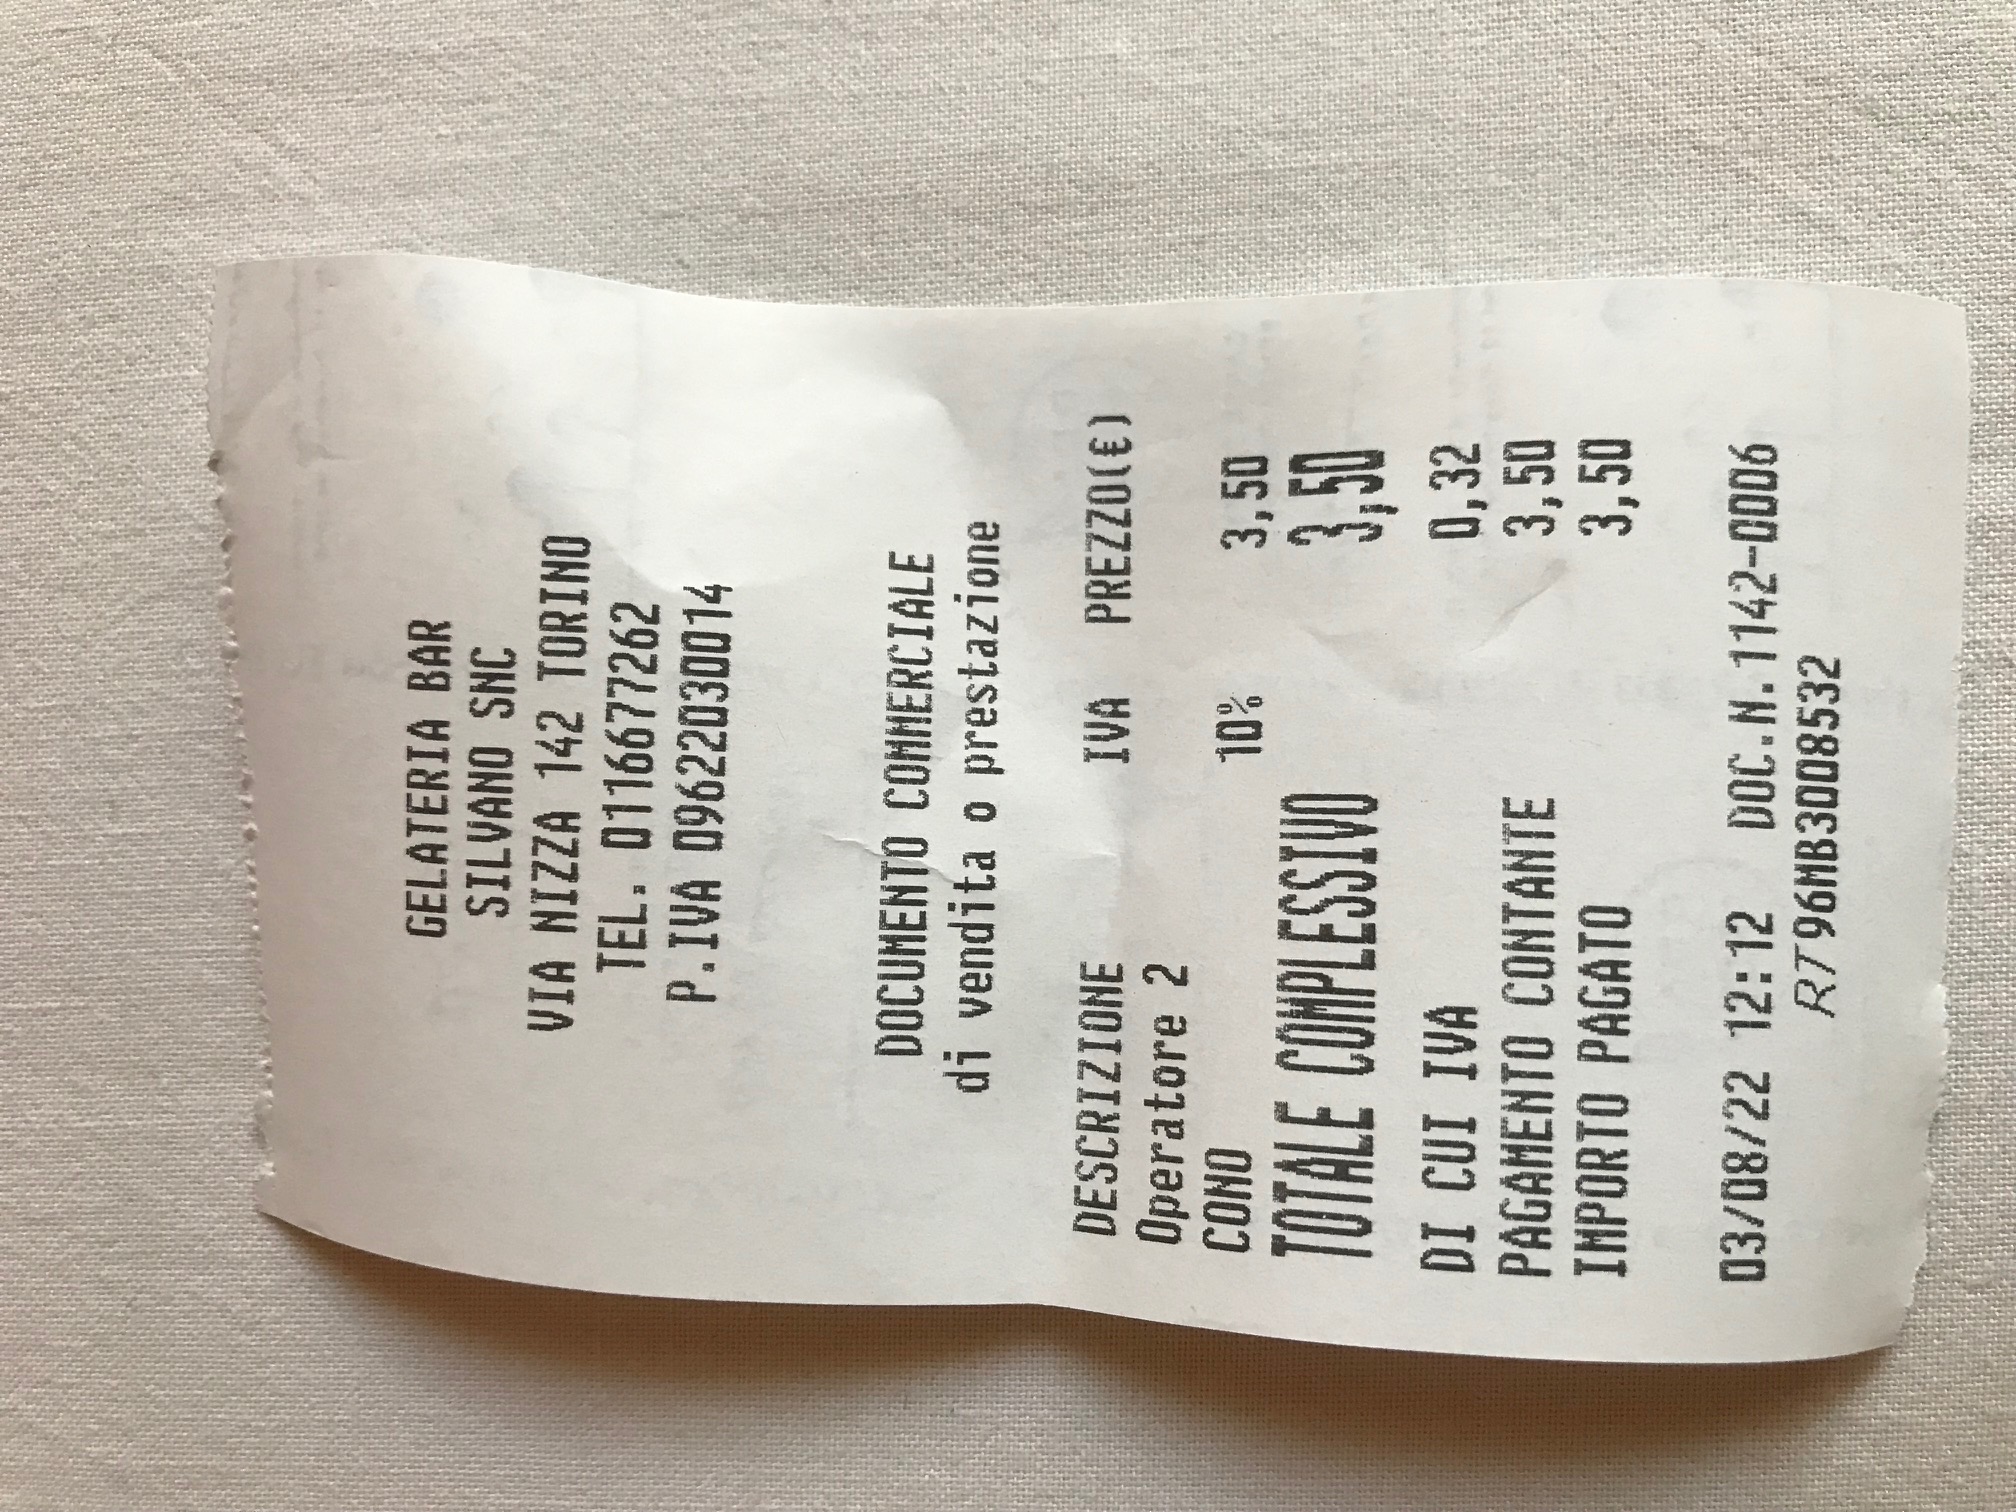 GELATERIA BAR
SILVANO SNC
VIA NIZZA 142 TORINO
TEL. 0116677262
P.IVA 09622030014
DOCUMENTO COMMERCIALE
di vendita o prestazione
DESCRIZIONE IVA PREZZO(€)
Operatore 2
CONO 10% 3,50
TOTALE COMPLESSIVO 3,50
DI CUI IVA 0,32
PAGAMENTO CONTANTE 3,50
IMPORTO PAGATO 3,50
03/08/22 12:12 DOC.N.1142-0006
RT 96MB3008532